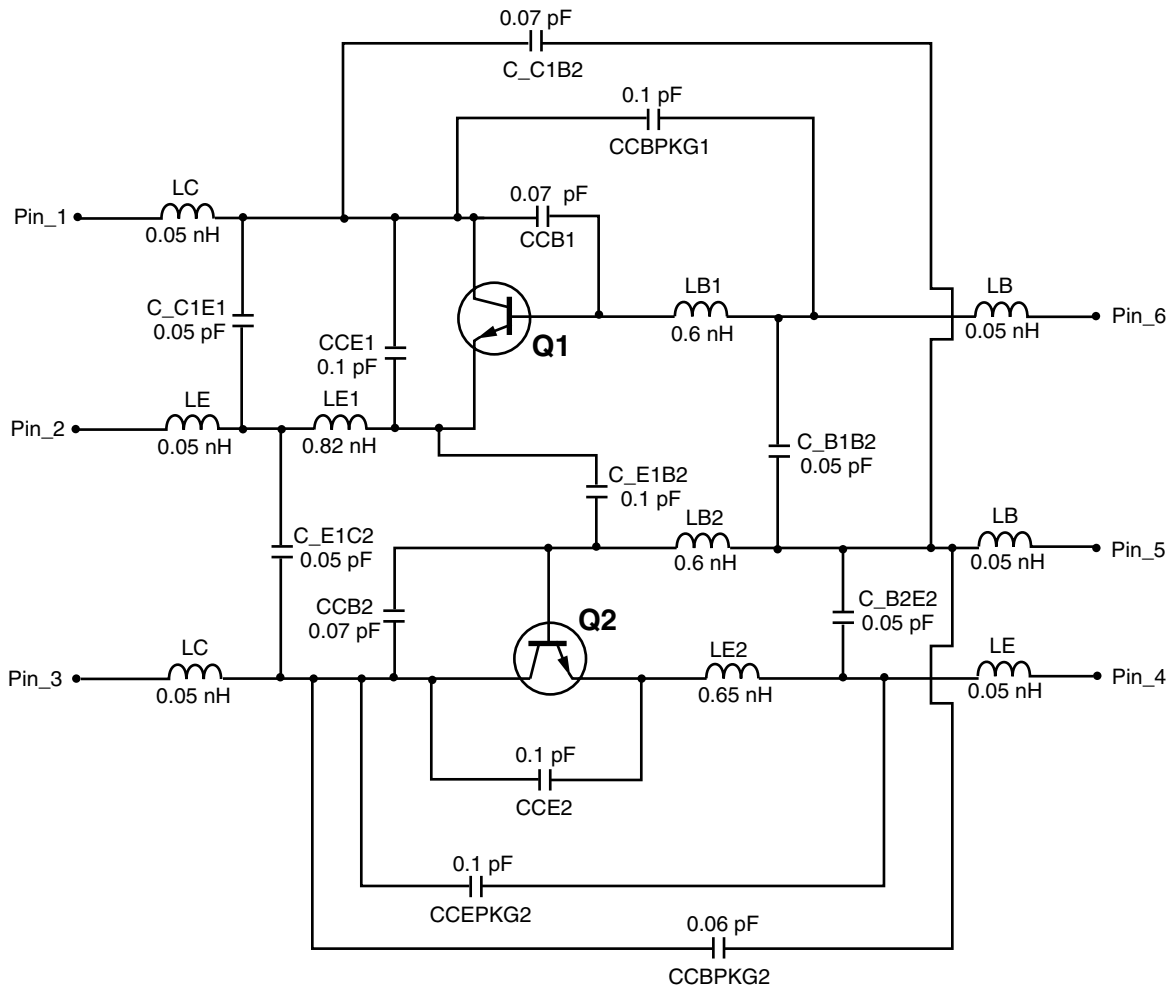 0.07 pF
C_C1B2
0.1 pF
CCBPKG1
LC
0.07 pF
Pin_1
0.05 nH
CCB1
LB1
LB
C_C1E1
0.05 pF
Pin_6
0.6 nH
0.05 nH
CCE1
0.1 pF
Q1
LE
LE1
Pin_2
0.05 nH
0.82 nH
C_B1B2
0.05 pF
C_E1B2
0.1 pF
LB2
LB
C_E1C2
0.05 pF
Pin_5
0.6 nH
0.05 nH
CCB2
0.07 pF
Q2
C_B2E2
0.05 pF
LC
LE2
LE
Pin_3
Pin_4
0.05 nH
0.65 nH
0.05 nH
0.1 pF
CCE2
0.1 pF
CCEPKG2
0.06 pF
CCBPKG2